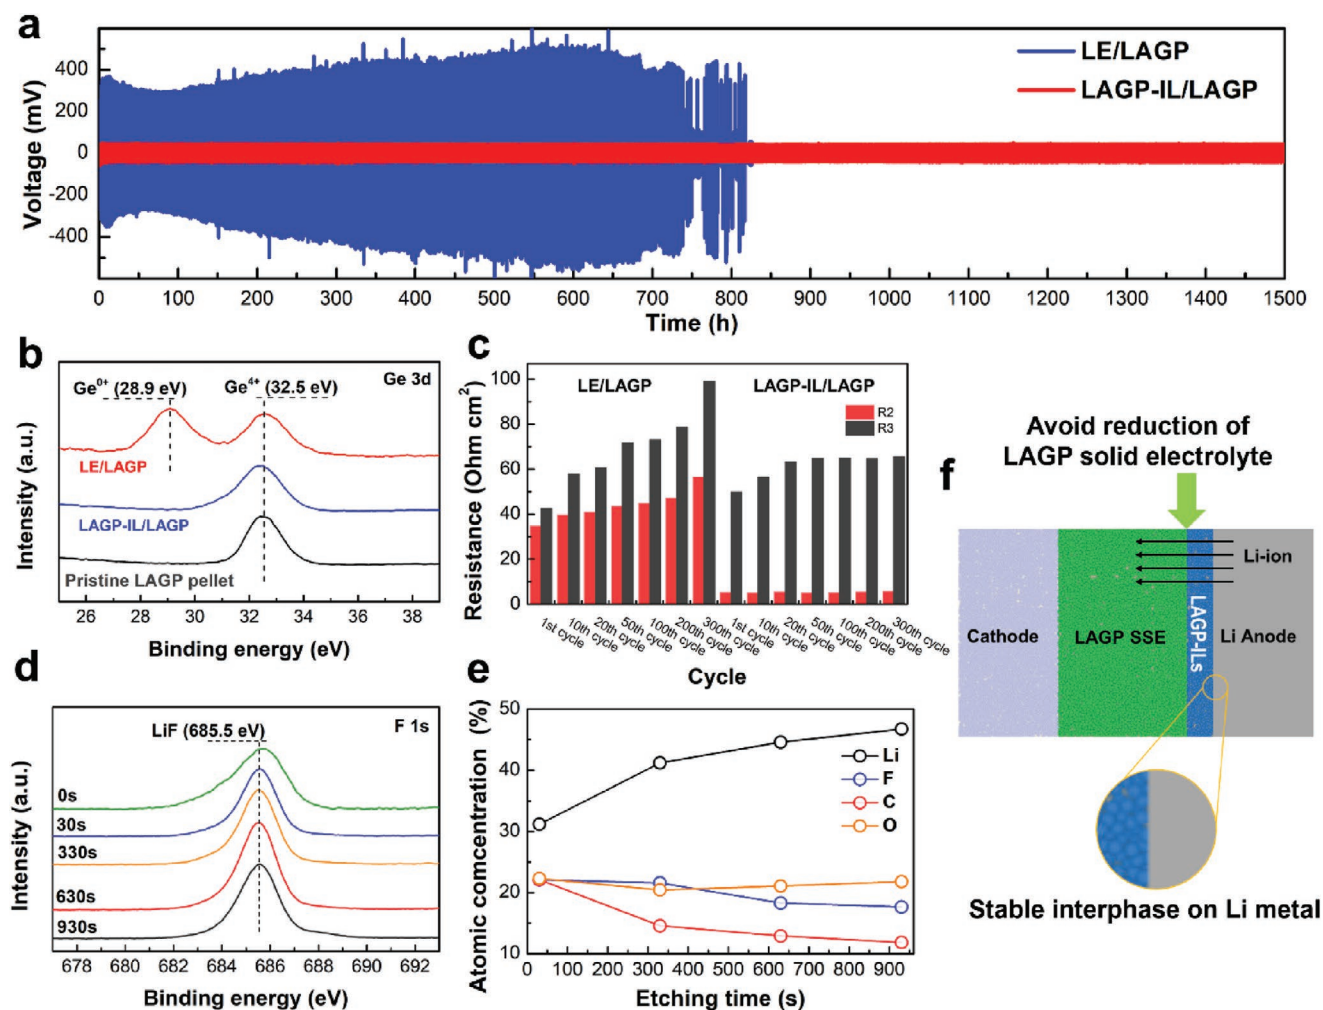 a
LE/LAGP
LAGP-IL/LAGP
Voltage (mV)
400
200
0
-200
-400
0 100 200 300 400 500 600 700 800 900 1000 1100 1200 1300 1400 1500
Time (h)
b
Ge⁰⁺ (28.9 eV)
Ge⁴⁺ (32.5 eV)
Ge 3d
LE/LAGP
LAGP-IL/LAGP
Pristine LAGP pellet
Intensity (a.u.)
26 28 30 32 34 36 38
Binding energy (eV)
c
LE/LAGP
LAGP-IL/LAGP
R2
R3
Resistance (Ohm cm²)
100
80
60
40
20
0
1st cycle
10th cycle
20th cycle
50th cycle
100th cycle
200th cycle
300th cycle
1st cycle
10th cycle
20th cycle
50th cycle
100th cycle
200th cycle
300th cycle
Cycle
d
LiF (685.5 eV)
F 1s
0s
30s
330s
630s
930s
Intensity (a.u.)
678 680 682 684 686 688 690 692
Binding energy (eV)
e
Li
F
C
O
Atomic comcentration (%)
50
40
30
20
10
0 100 200 300 400 500 600 700 800 900
Etching time (s)
f
Avoid reduction of
LAGP solid electrolyte
Li-ion
Cathode
LAGP SSE
LAGP-ILs
Li Anode
Stable interphase on Li metal